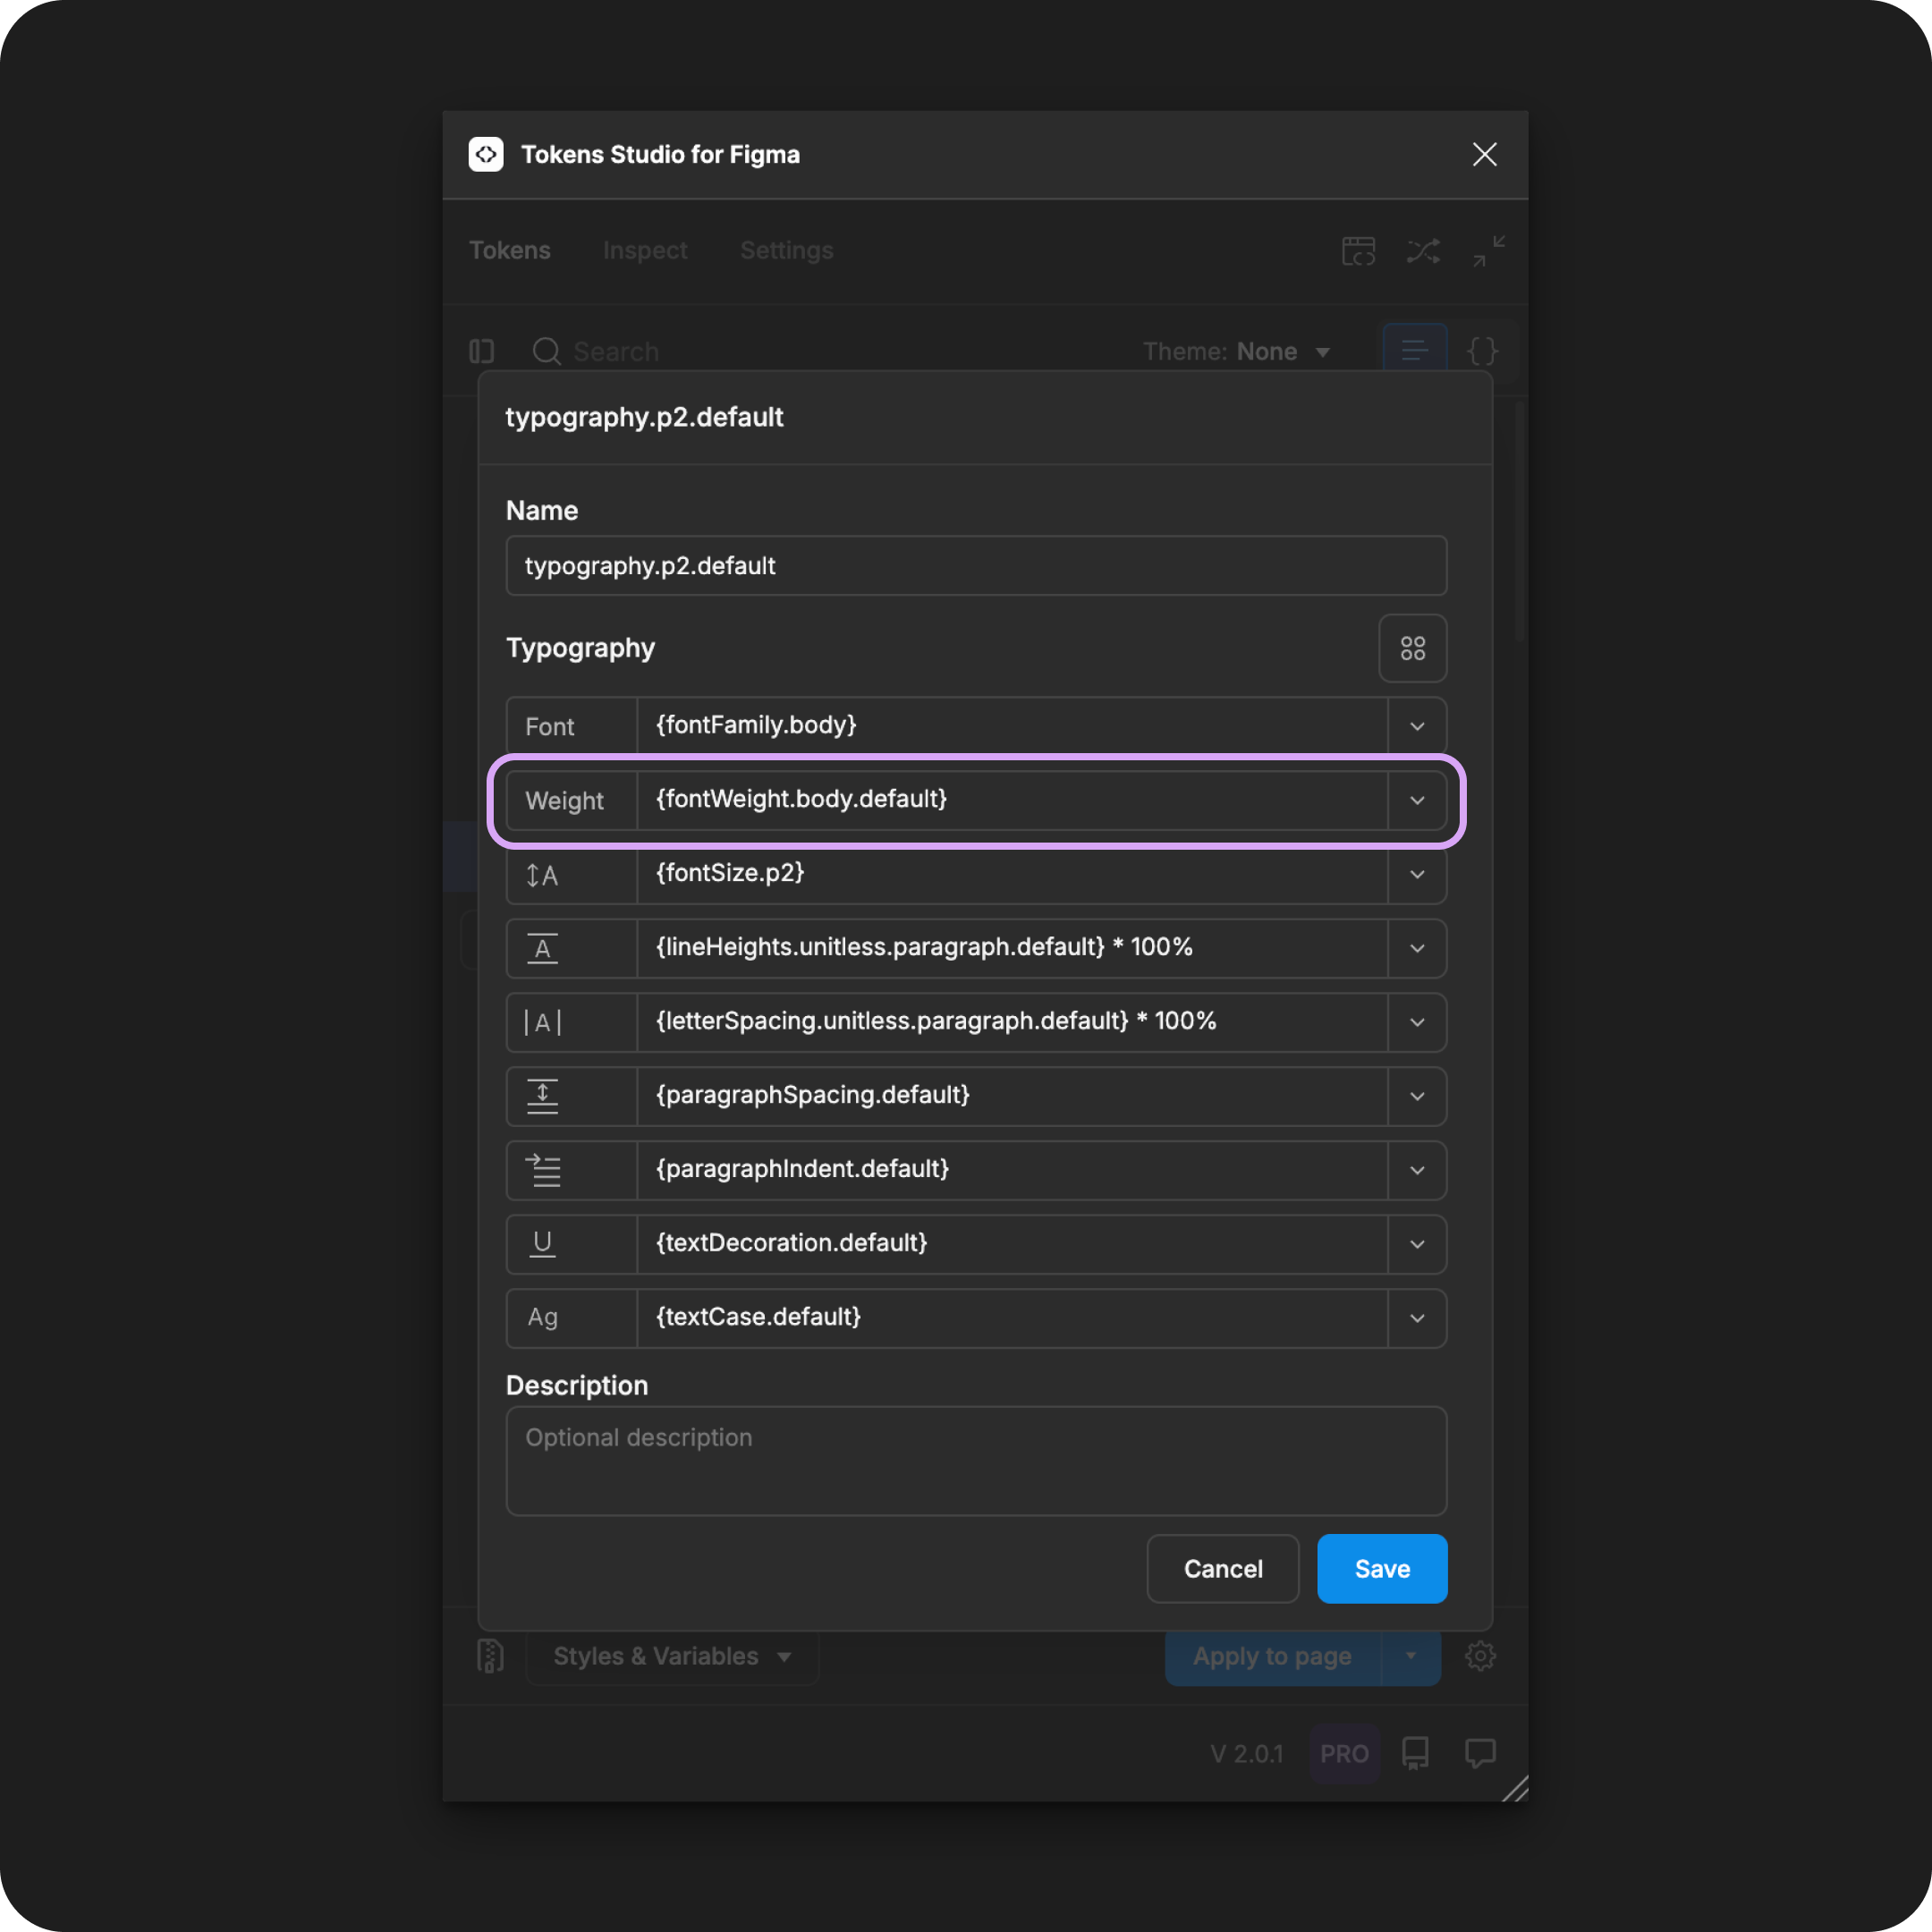 Tokens Studio for Figma
Tokens Inspect Settings
Search Theme: None
typography.p2.default
Name
typography.p2.default
Typography
Font {fontFamily.body}
Weight {fontWeight.body.default}
A {fontSize.p2}
A {lineHeights.unitless.paragraph.default} * 100%
|A| {letterSpacing.unitless.paragraph.default} * 100%
{paragraphSpacing.default}
{paragraphIndent.default}
U {textDecoration.default}
Ag {textCase.default}
Description
Optional description
Cancel Save
Styles & Variables Apply to page
V 2.0.1 PRO